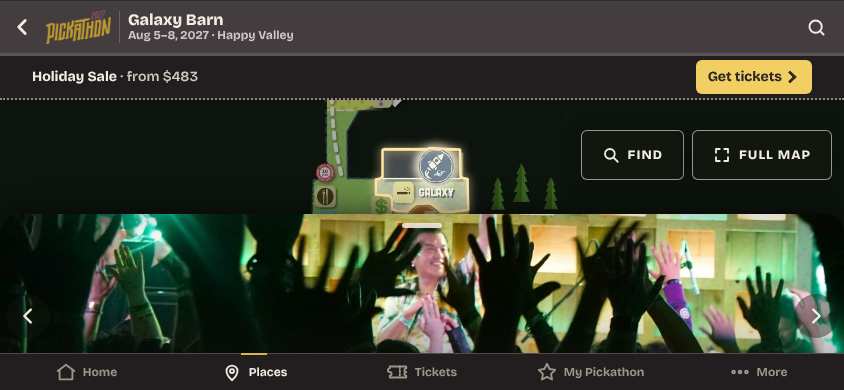 PICKATHON
Galaxy Barn
Aug 5–8, 2027 · Happy Valley
Holiday Sale · from $483
Get tickets
FIND
FULL MAP
GALAXY
$
Home
Places
Tickets
My Pickathon
More